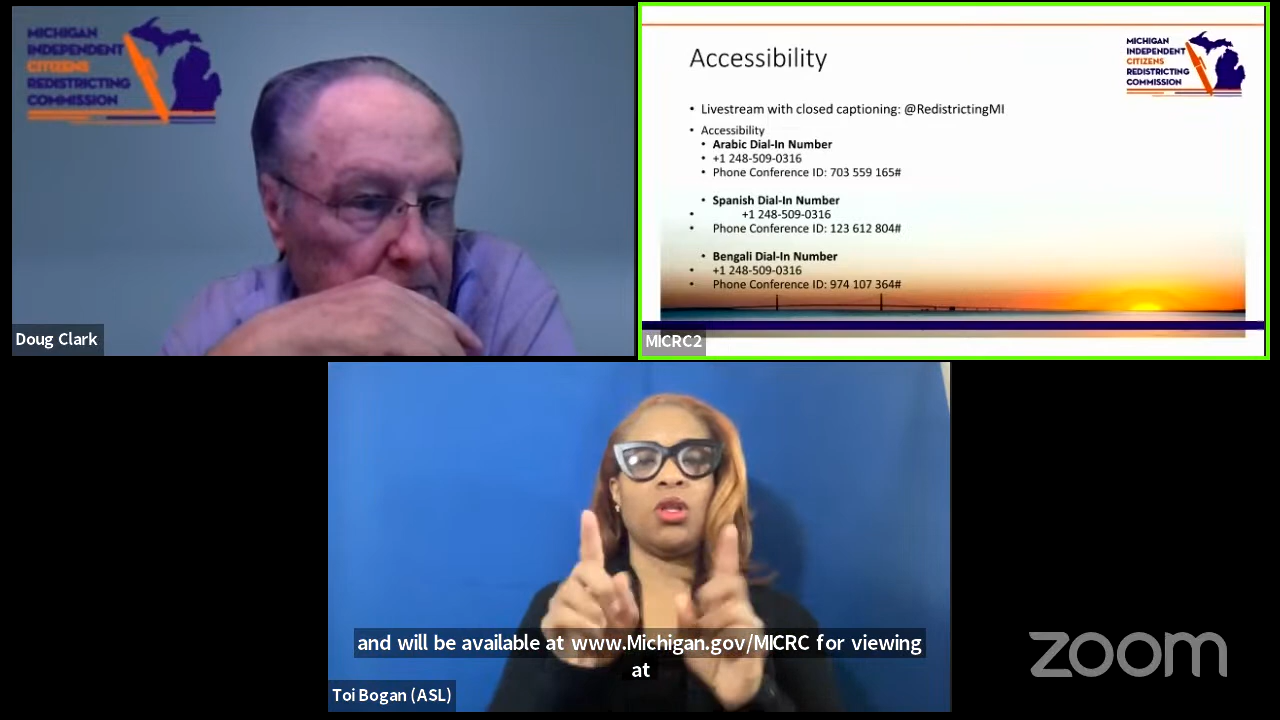 MICHIGAN
INDEPENDENT
CITIZENS
REDISTRICTING
COMMISSION
Doug Clark
Accessibility
MICHIGAN
INDEPENDENT
CITIZENS
REDISTRICTING
COMMISSION
• Livestream with closed captioning: @RedistrictingMI
• Accessibility
• Arabic Dial-In Number
• +1 248-509-0316
• Phone Conference ID: 703 559 165#
• Spanish Dial-In Number
• +1 248-509-0316
• Phone Conference ID: 123 612 804#
• Bengali Dial-In Number
• +1 248-509-0316
• Phone Conference ID: 974 107 364#
MICRC2
and will be available at www.Michigan.gov/MICRC for viewing
at
Toi Bogan (ASL)
zoom